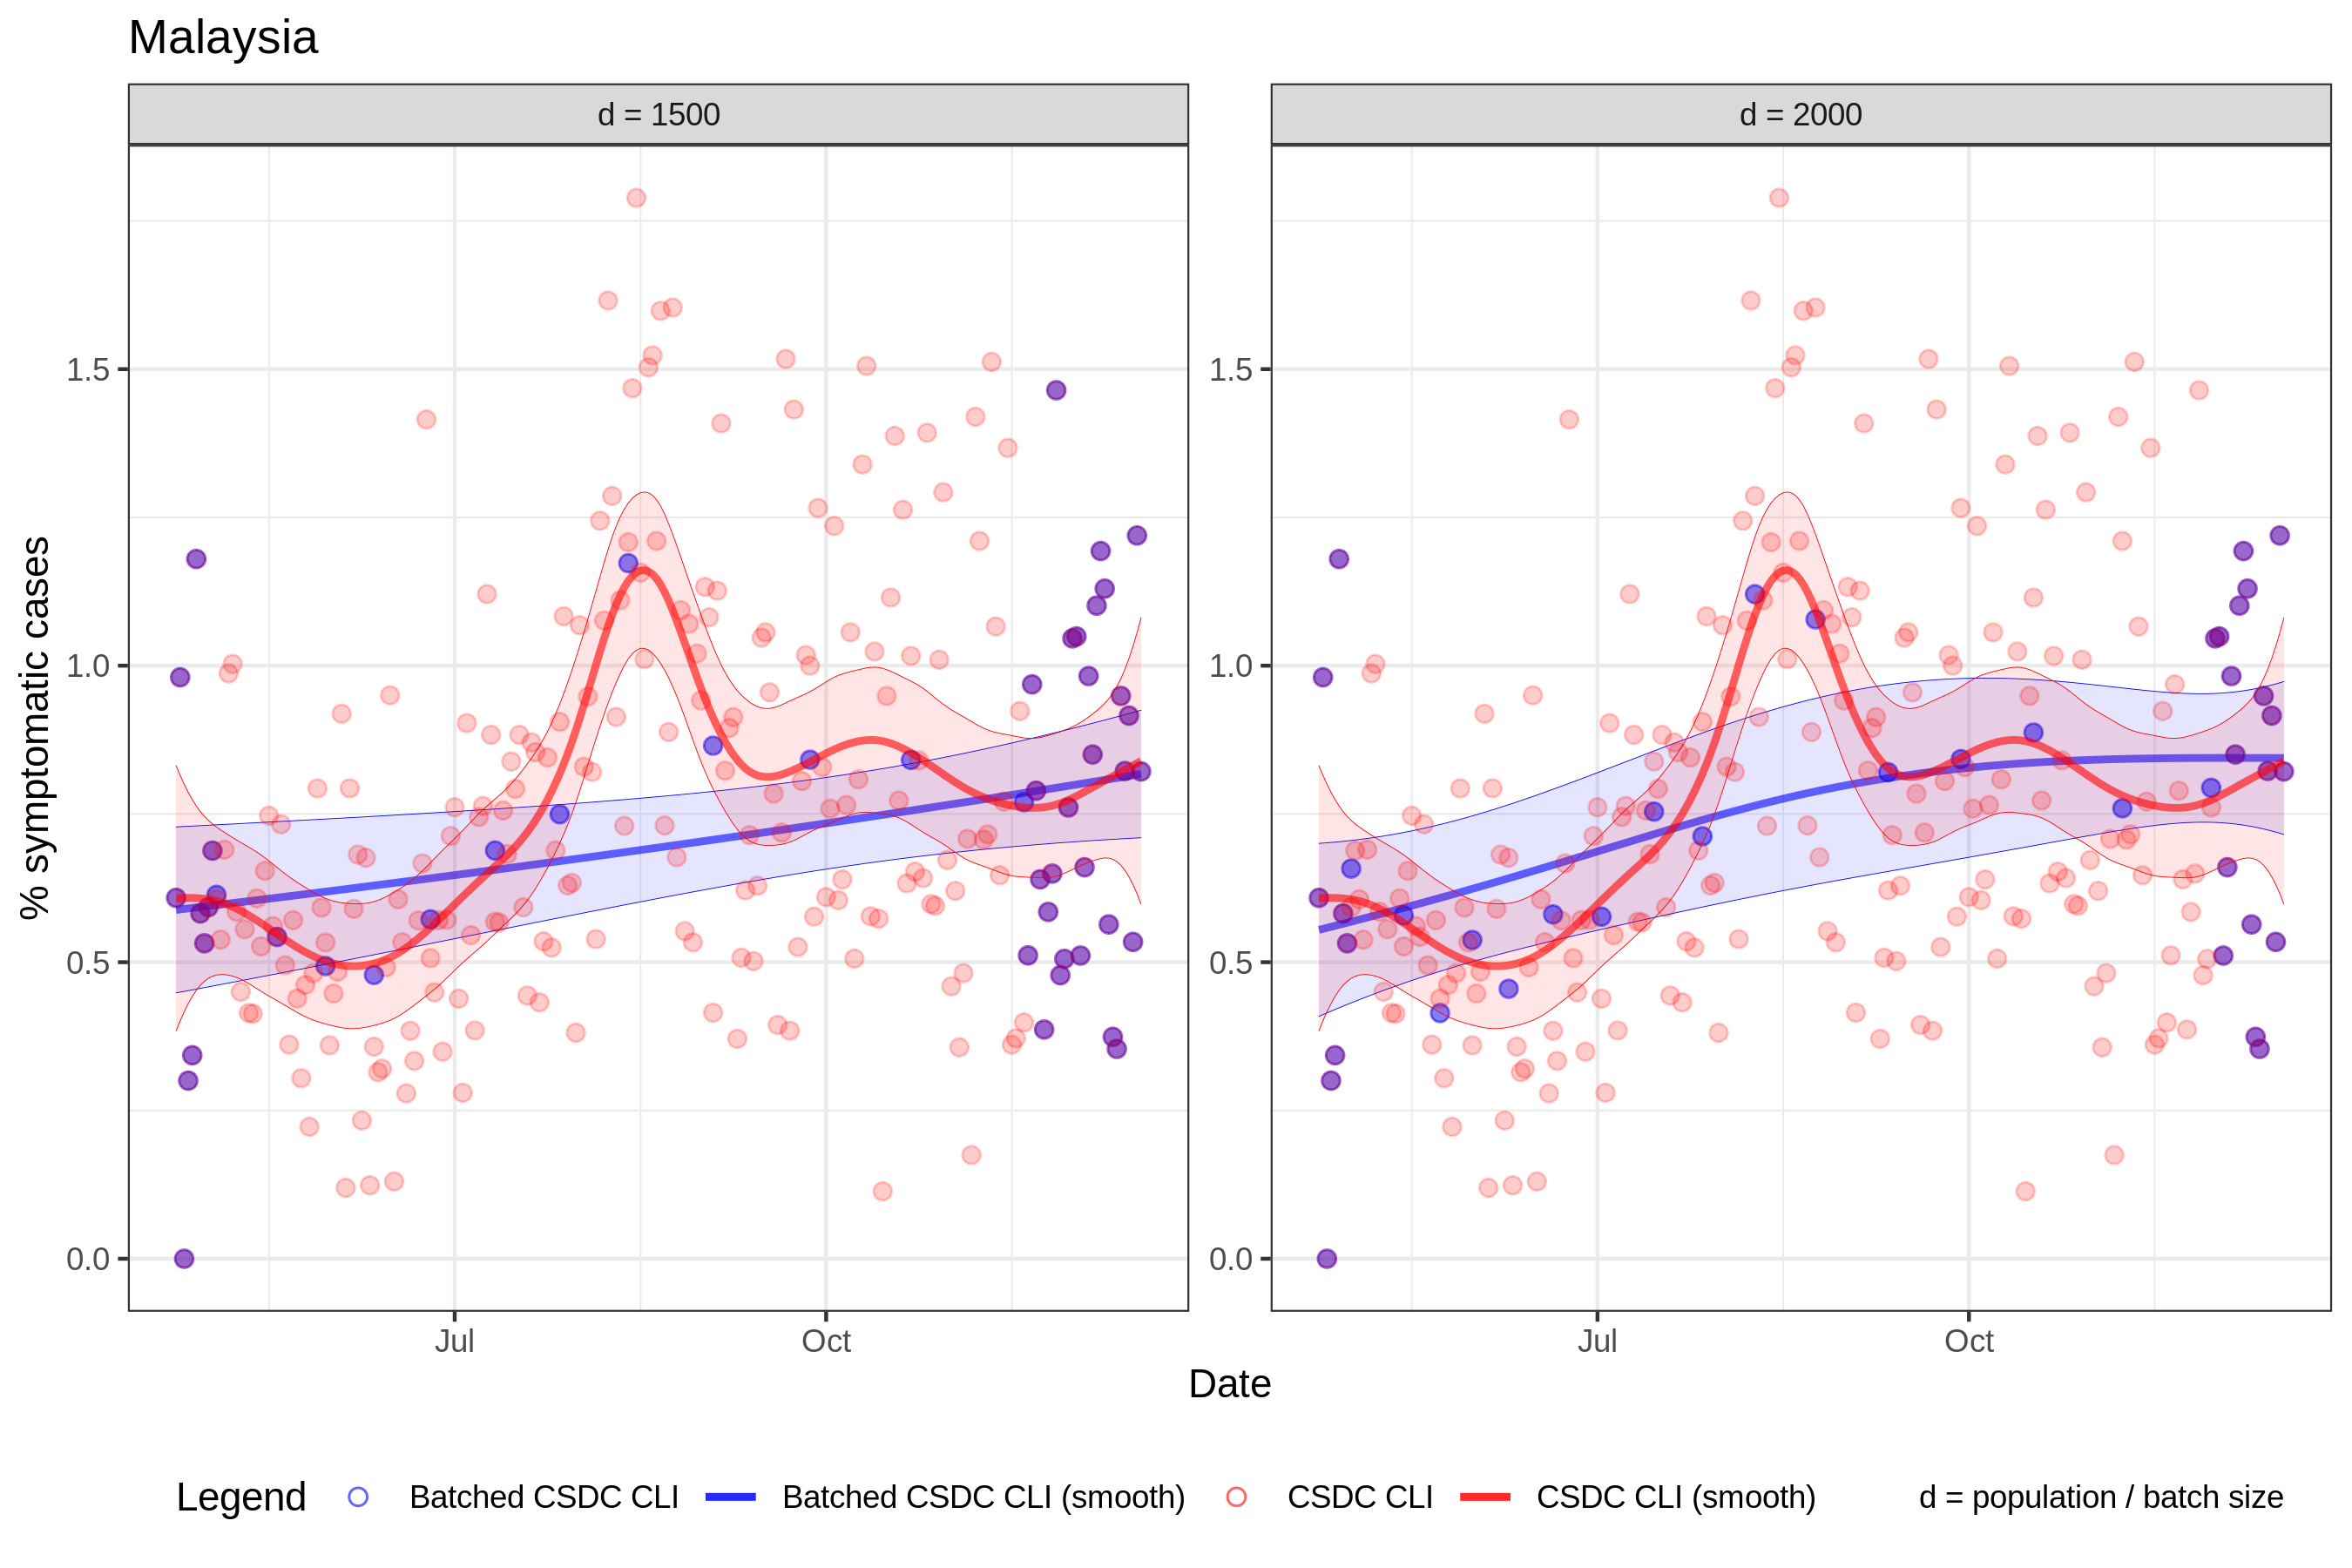 Malaysia
d = 1500
d = 2000
% symptomatic cases
1.5
1.0
0.5
0.0
1.5
1.0
0.5
0.0
Jul
Oct
Jul
Oct
Date
Legend Batched CSDC CLI Batched CSDC CLI (smooth) CSDC CLI CSDC CLI (smooth) d = population / batch size